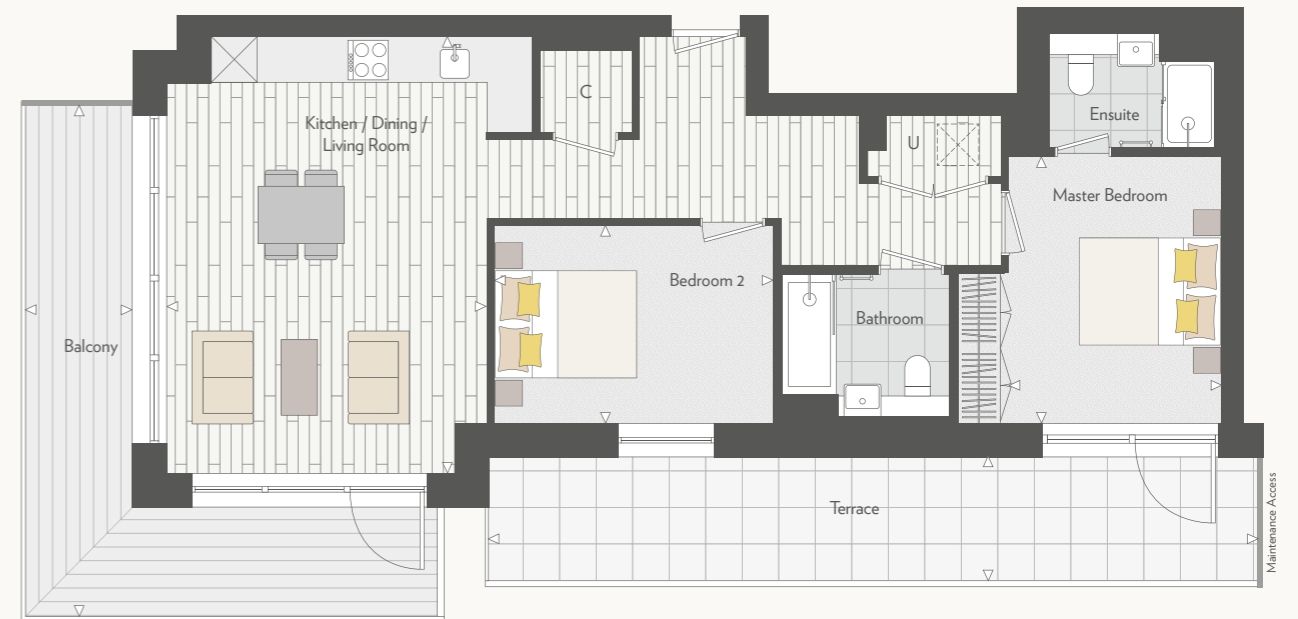 C
Kitchen / Dining /
Living Room
U
Ensuite
Master Bedroom
Bedroom 2
Bathroom
Balcony
Terrace
Maintenance Access